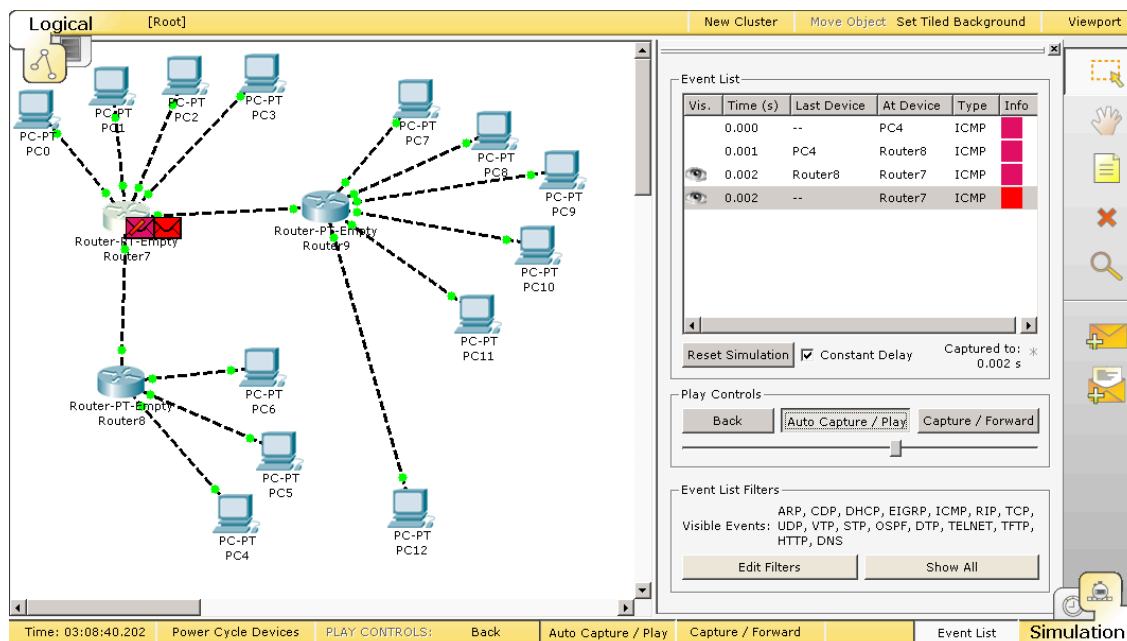 Logical [Root] New Cluster Move Object Set Tiled Background Viewport
PC-PT
PC0
PC-PT
PC1
PC-PT
PC2
PC-PT
PC3
PC-PT
PC7
PC-PT
PC8
PC-PT
PC9
PC-PT
PC10
PC-PT
PC11
Router-PT-Empty
Router7
Router-PT-Empty
Router9
Router-PT-Empty
Router8
PC-PT
PC6
PC-PT
PC5
PC-PT
PC4
PC-PT
PC12
Event List
Vis. Time (s) Last Device At Device Type Info
0.000 -- PC4 ICMP
0.001 PC4 Router8 ICMP
0.002 Router8 Router7 ICMP
0.002 -- Router7 ICMP
Reset Simulation Constant Delay Captured to: *
0.002 s
Play Controls
Back Auto Capture / Play Capture / Forward
Event List Filters
Visible Events: ARP, CDP, DHCP, EIGRP, ICMP, RIP, TCP,
UDP, VTP, STP, OSPF, DTP, TELNET, TFTP,
HTTP, DNS
Edit Filters Show All
Time: 03:08:40.202 Power Cycle Devices PLAY CONTROLS: Back Auto Capture / Play Capture / Forward Event List Simulation